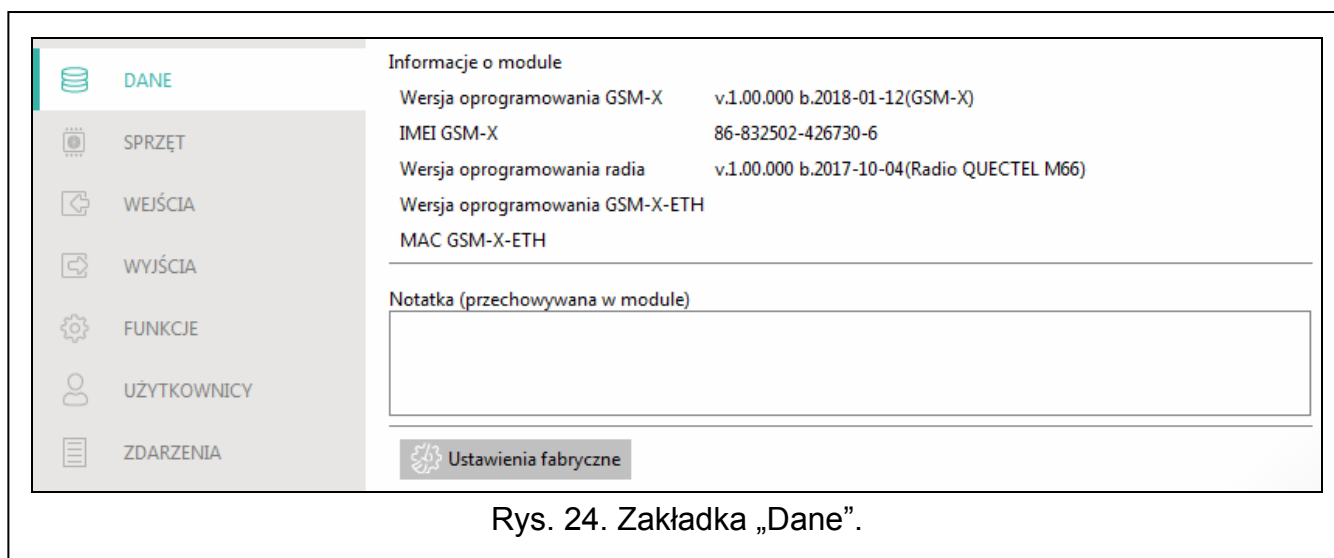 DANE
SPRZĘT
WEJŚCIA
WYJŚCIA
FUNKCJE
UŻYTKOWNICY
ZDARZENIA
Informacje o module
Wersja oprogramowania GSM-X v.1.00.000 b.2018-01-12(GSM-X)
IMEI GSM-X 86-832502-426730-6
Wersja oprogramowania radia v.1.00.000 b.2017-10-04(Radio QUECTEL M66)
Wersja oprogramowania GSM-X-ETH
MAC GSM-X-ETH
Notatka (przechowywana w module)
Ustawienia fabryczne
Rys. 24. Zakładka „Dane”.